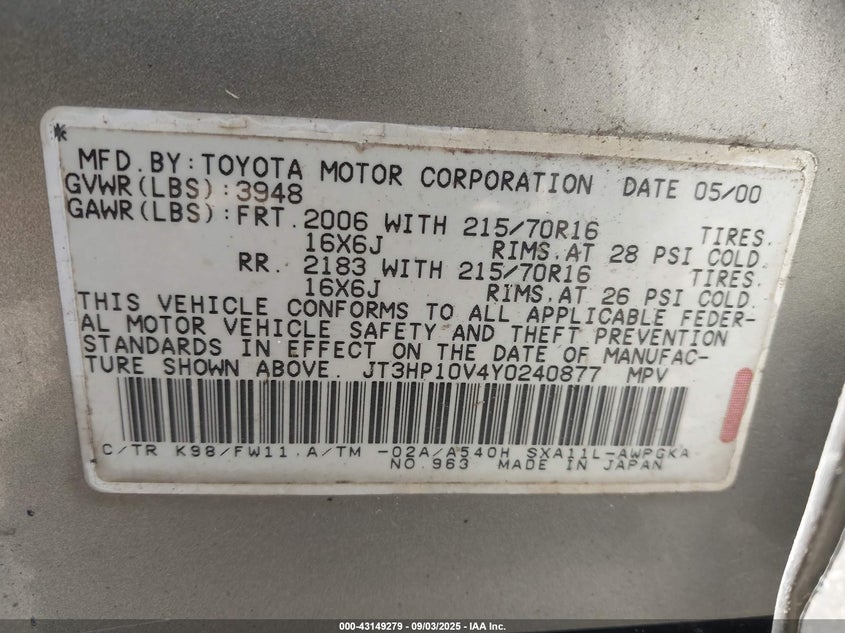 MFD.BY:TOYOTA MOTOR CORPORATION DATE 05/00
GVWR(LBS):3948
GAWR(LBS):FRT. 2006 WITH 215/70R16 TIRES.
16X6J RIMS.AT 28 PSI COLD.
RR. 2183 WITH 215/70R16 TIRES.
16X6J RIMS.AT 26 PSI COLD.
THIS VEHICLE CONFORMS TO ALL APPLICABLE FEDER-
AL MOTOR VEHICLE SAFETY AND THEFT PREVENTION
STANDARDS IN EFFECT ON THE DATE OF MANUFAC-
TURE SHOWN ABOVE. JT3HP10V4Y0240877 MPV
C/TR K98/FW11.A/TM -02A/A540H SXA11L-AWPGKA
NO.963 MADE IN JAPAN
000-43149279 - 09/03/2025 - IAA Inc.